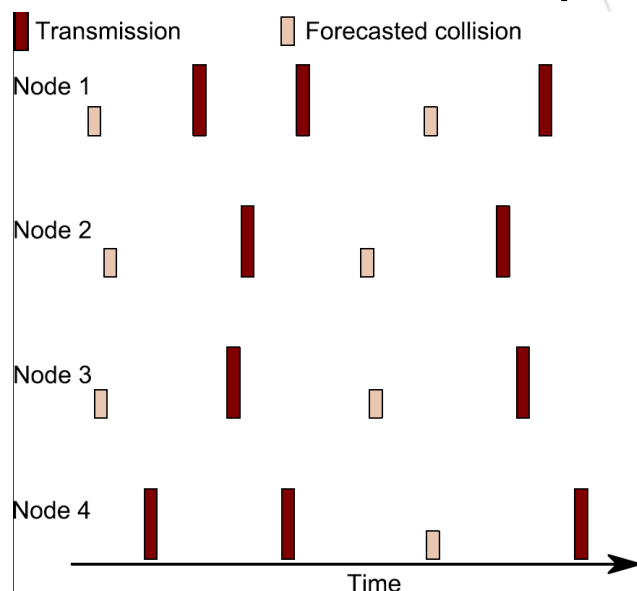 Transmission
Forecasted collision
Node 1
Node 2
Node 3
Node 4
Time